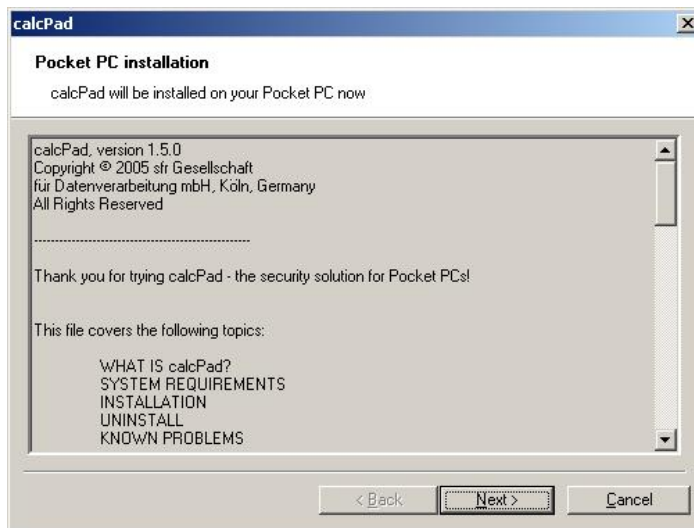 calcPad
Pocket PC installation
calcPad will be installed on your Pocket PC now
calcPad, version 1.5.0
Copyright © 2005 sfr Gesellschaft
für Datenverarbeitung mbH, Köln, Germany
All Rights Reserved
----------------------------------------------------
Thank you for trying calcPad - the security solution for Pocket PCs!
This file covers the following topics:
WHAT IS calcPad?
SYSTEM REQUIREMENTS
INSTALLATION
UNINSTALL
KNOWN PROBLEMS
< Back Next > Cancel